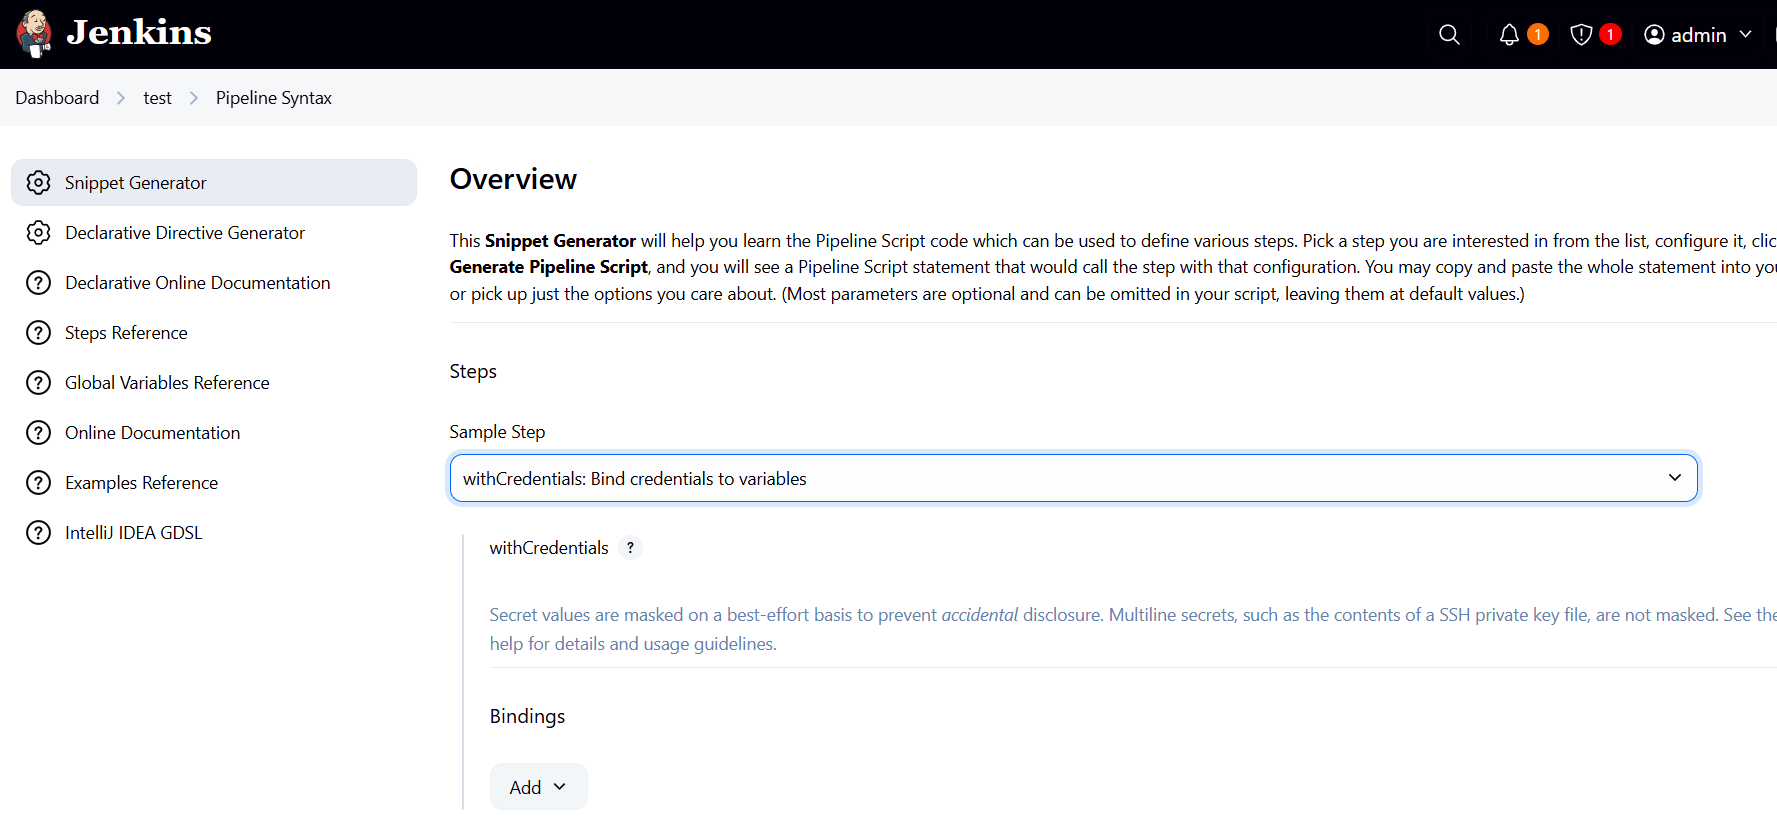 Jenkins
1
1
admin
Dashboard
test
Pipeline Syntax
Snippet Generator
Declarative Directive Generator
Declarative Online Documentation
Steps Reference
Global Variables Reference
Online Documentation
Examples Reference
IntelliJ IDEA GDSL
Overview
This Snippet Generator will help you learn the Pipeline Script code which can be used to define various steps. Pick a step you are interested in from the list, configure it,
Generate Pipeline Script, and you will see a Pipeline Script statement that would call the step with that configuration. You may copy and paste the whole statement into
or pick up just the options you care about. (Most parameters are optional and can be omitted in your script, leaving them at default values.)
Steps
Sample Step
withCredentials: Bind credentials to variables
withCredentials ?
Secret values are masked on a best-effort basis to prevent accidental disclosure. Multiline secrets, such as the contents of a SSH private key file, are not masked. See the
help for details and usage guidelines.
Bindings
Add